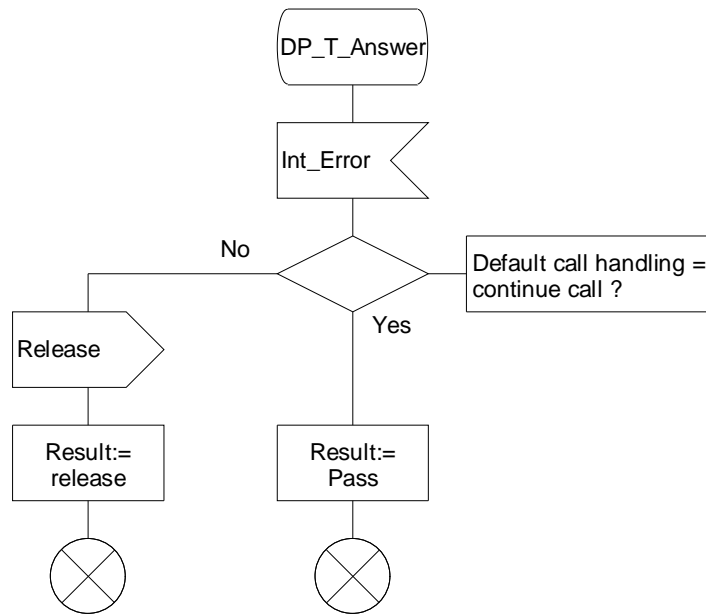 DP_T_Answer
Int_Error
No
Default call handling =
continue call ?
Yes
Release
Result:=
release
Result:=
Pass